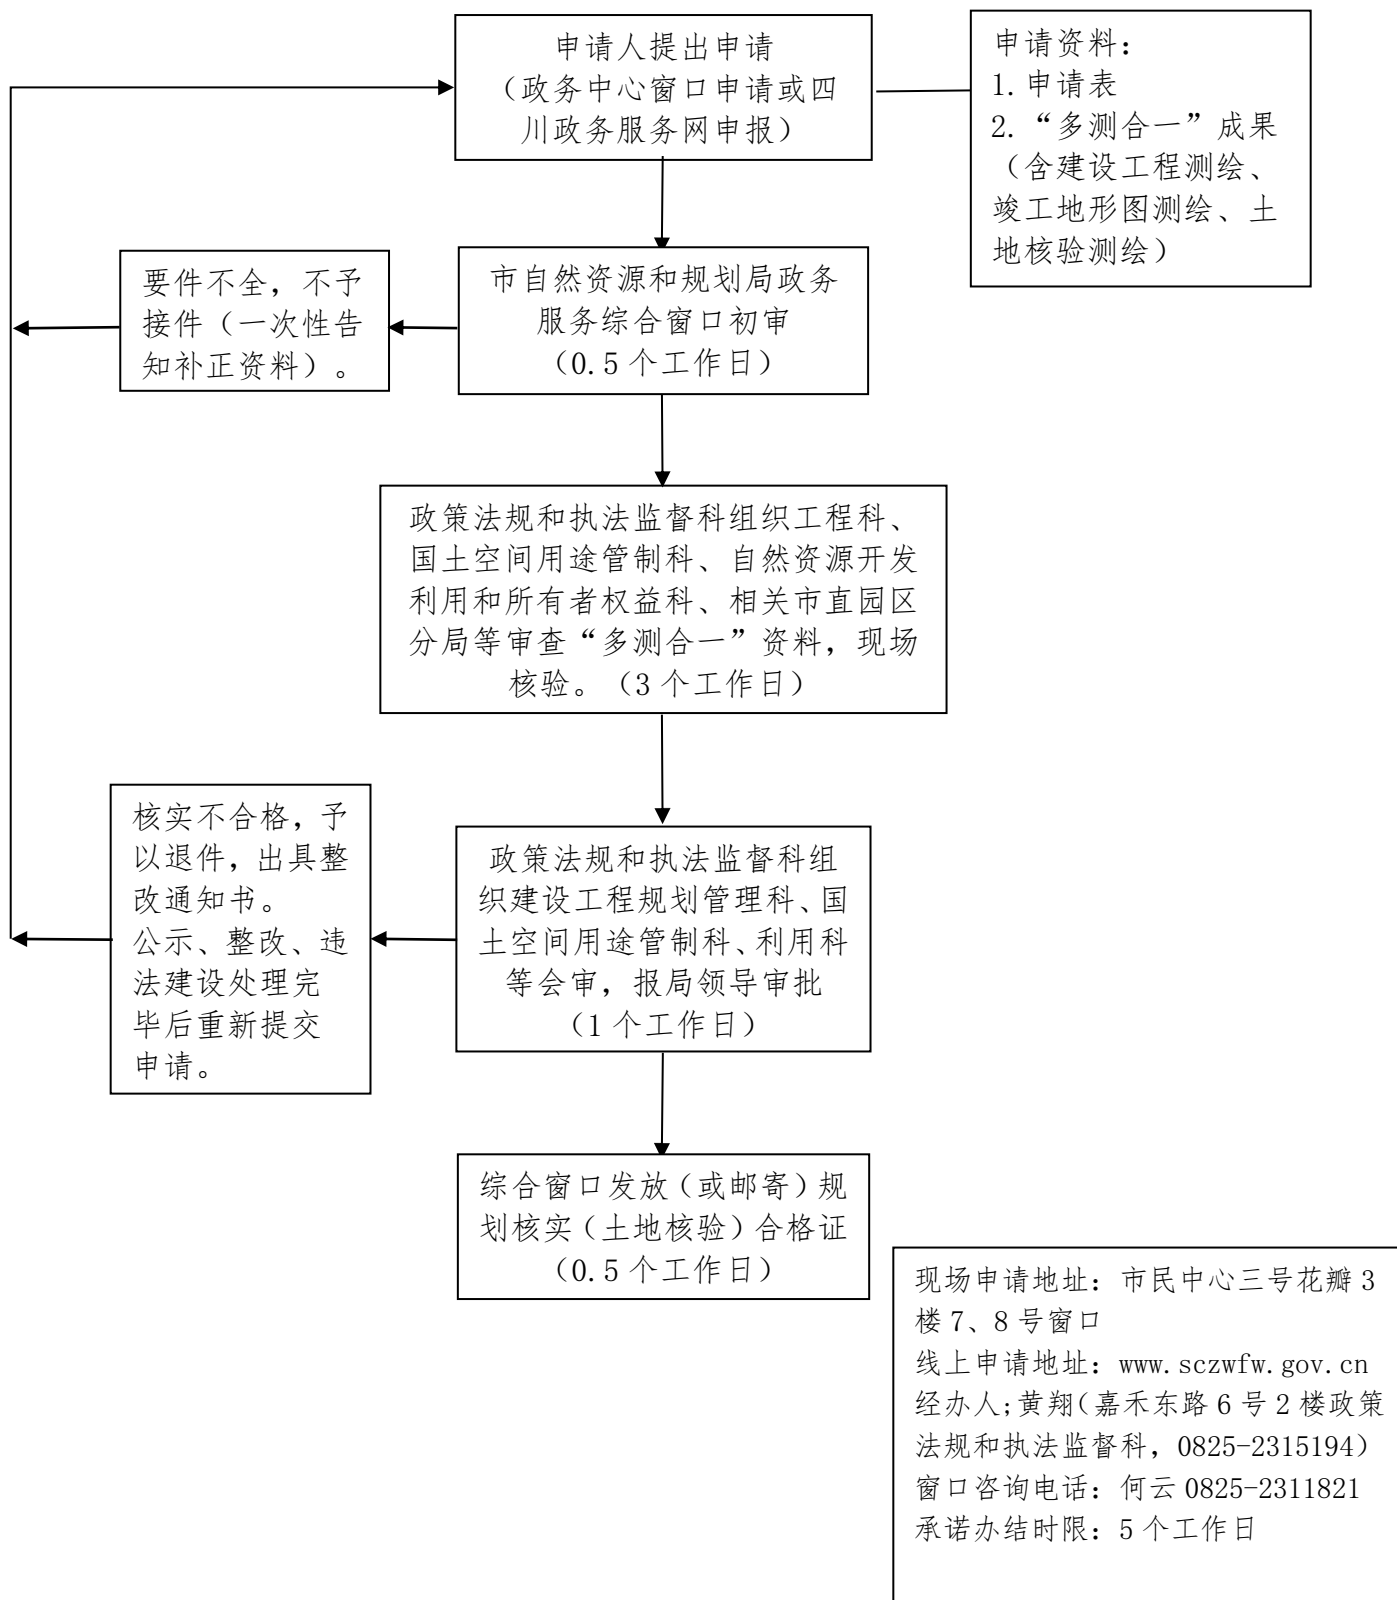 申请人提出申请
（政务中心窗口申请或四
川政务服务网申报）
申请资料：
1.申请表
2.“多测合一”成果
（含建设工程测绘、
竣工地形图测绘、土
地核验测绘）
要件不全，不予
接件（一次性告
知补正资料）。
市自然资源和规划局政务
服务综合窗口初审
（0.5 个工作日）
政策法规和执法监督科组织工程科、
国土空间用途管制科、自然资源开发
利用和所有者权益科、相关市直园区
分局等审查“多测合一”资料，现场
核验。（3 个工作日）
核实不合格，予
以退件，出具整
改通知书。
公示、整改、违
法建设处理完
毕后重新提交
申请。
政策法规和执法监督科组
织建设工程规划管理科、国
土空间用途管制科、利用科
等会审，报局领导审批
（1 个工作日）
综合窗口发放（或邮寄）规
划核实（土地核验）合格证
（0.5 个工作日）
现场申请地址：市民中心三号花瓣 3
楼 7、8 号窗口
线上申请地址：www.sczwfw.gov.cn
经办人;黄翔（嘉禾东路 6 号 2 楼政策
法规和执法监督科，0825-2315194）
窗口咨询电话：何云 0825-2311821
承诺办结时限：5 个工作日